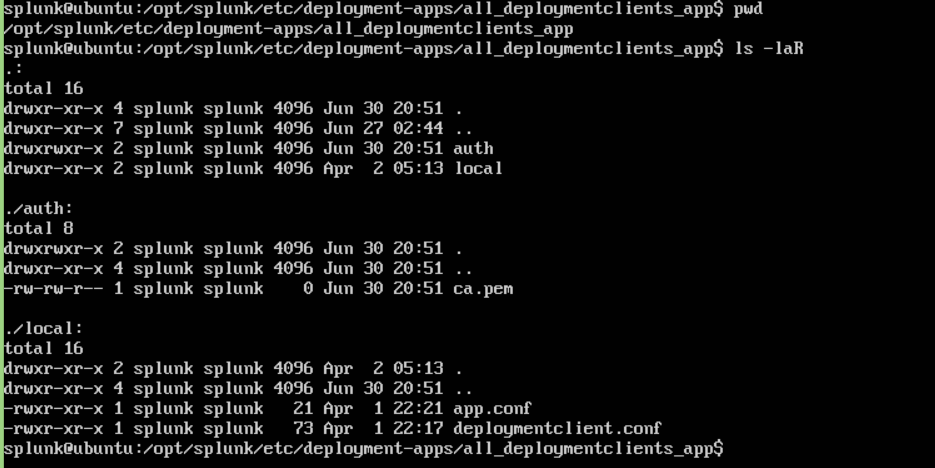 splunk@ubuntu:/opt/splunk/etc/deployment-apps/all_deploymentclients_app$ pwd
/opt/splunk/etc/deployment-apps/all_deploymentclients_app
splunk@ubuntu:/opt/splunk/etc/deployment-apps/all_deploymentclients_app$ ls -laR
.:
total 16
drwxr-xr-x 4 splunk splunk 4096 Jun 30 20:51 .
drwxr-xr-x 7 splunk splunk 4096 Jun 27 02:44 ..
drwxrwxr-x 2 splunk splunk 4096 Jun 30 20:51 auth
drwxr-xr-x 2 splunk splunk 4096 Apr  2 05:13 local

./auth:
total 8
drwxrwxr-x 2 splunk splunk 4096 Jun 30 20:51 .
drwxr-xr-x 4 splunk splunk 4096 Jun 30 20:51 ..
-rw-rw-r-- 1 splunk splunk    0 Jun 30 20:51 ca.pem

./local:
total 16
drwxr-xr-x 2 splunk splunk 4096 Apr  2 05:13 .
drwxr-xr-x 4 splunk splunk 4096 Jun 30 20:51 ..
-rwxr-xr-x 1 splunk splunk   21 Apr  1 22:21 app.conf
-rwxr-xr-x 1 splunk splunk   73 Apr  1 22:17 deploymentclient.conf
splunk@ubuntu:/opt/splunk/etc/deployment-apps/all_deploymentclients_app$